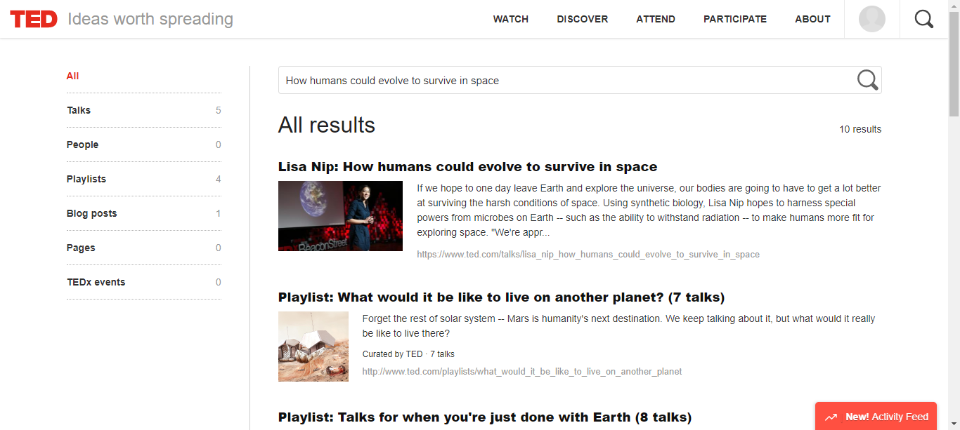 TED Ideas worth spreading
WATCH DISCOVER ATTEND PARTICIPATE ABOUT
All
Talks 5
People 0
Playlists 4
Blog posts 1
Pages 0
TEDx events 0
How humans could evolve to survive in space
All results
10 results
Lisa Nip: How humans could evolve to survive in space
BeaconStreet
If we hope to one day leave Earth and explore the universe, our bodies are going to have to get a lot better
at surviving the harsh conditions of space. Using synthetic biology, Lisa Nip hopes to harness special
powers from microbes on Earth -- such as the ability to withstand radiation -- to make humans more fit for
exploring space. "We're appr...
https://www.ted.com/talks/lisa_nip_how_humans_could_evolve_to_survive_in_space
Playlist: What would it be like to live on another planet? (7 talks)
Forget the rest of solar system -- Mars is humanity's next destination. We keep talking about it, but what would it really
be like to live there?
Curated by TED · 7 talks
http://www.ted.com/playlists/what_would_it_be_like_to_live_on_another_planet
Playlist: Talks for when you're just done with Earth (8 talks)
New! Activity Feed